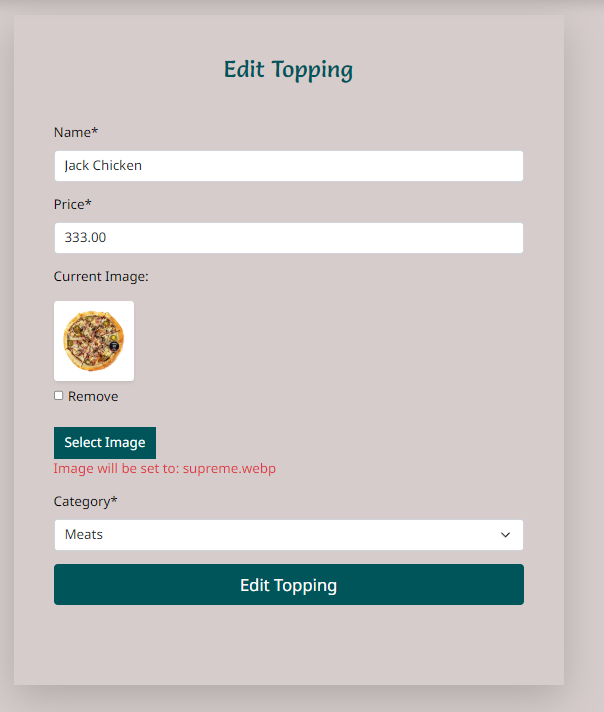 Edit Topping
Name*
Jack Chicken
Price*
333.00
Current Image:
Remove
Select Image
Image will be set to: supreme.webp
Category*
Meats
Edit Topping